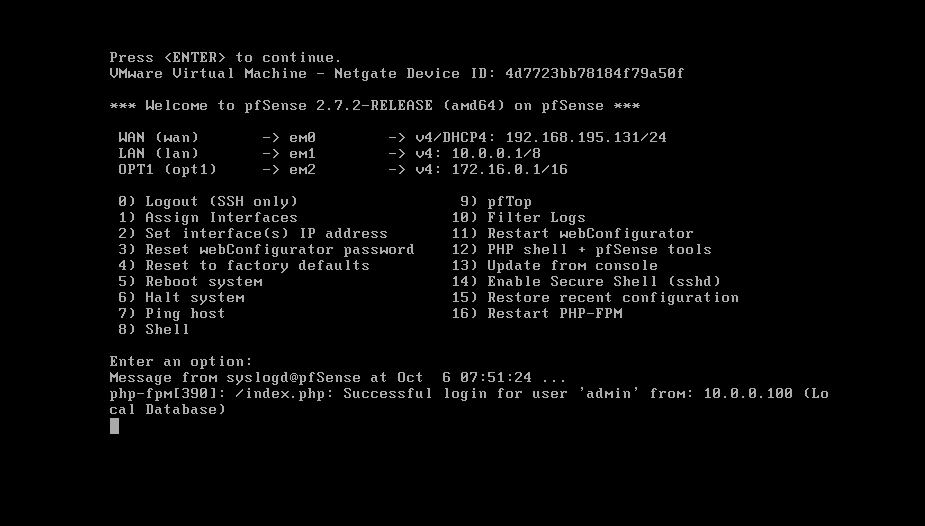 Press <ENTER> to continue.
VMware Virtual Machine - Netgate Device ID: 4d7723bb78184f79a50f
*** Welcome to pfSense 2.7.2-RELEASE (amd64) on pfSense ***
WAN (wan)       -> em0        -> v4/DHCP4: 192.168.195.131/24
LAN (lan)       -> em1        -> v4: 10.0.0.1/8
OPT1 (opt1)     -> em2        -> v4: 172.16.0.1/16
0) Logout (SSH only)                  9) pfTop
1) Assign Interfaces                 10) Filter Logs
2) Set interface(s) IP address       11) Restart webConfigurator
3) Reset webConfigurator password    12) PHP shell + pfSense tools
4) Reset to factory defaults         13) Update from console
5) Reboot system                     14) Enable Secure Shell (sshd)
6) Halt system                       15) Restore recent configuration
7) Ping host                         16) Restart PHP-FPM
8) Shell
Enter an option:
Message from syslogd@pfSense at Oct  6 07:51:24 ...
php-fpm[390]: /index.php: Successful login for user 'admin' from: 10.0.0.100 (Lo
cal Database)